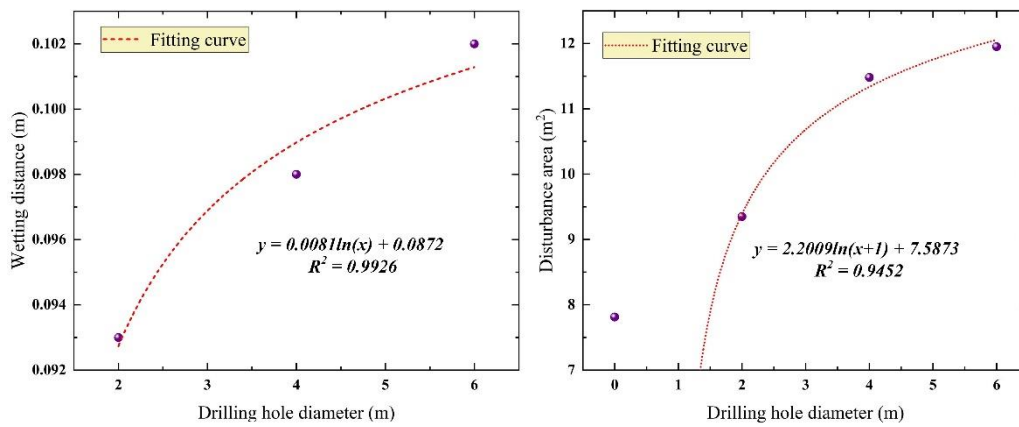 Fitting curve
0.102
0.100
0.098
0.096
0.094
0.092
Wetting distance (m)
y = 0.0081ln(x) + 0.0872
R² = 0.9926
2 3 4 5 6
Drilling hole diameter (m)
Fitting curve
12
11
10
9
8
7
Disturbance area (m²)
y = 2.2009ln(x+1) + 7.5873
R² = 0.9452
0 1 2 3 4 5 6
Drilling hole diameter (m)